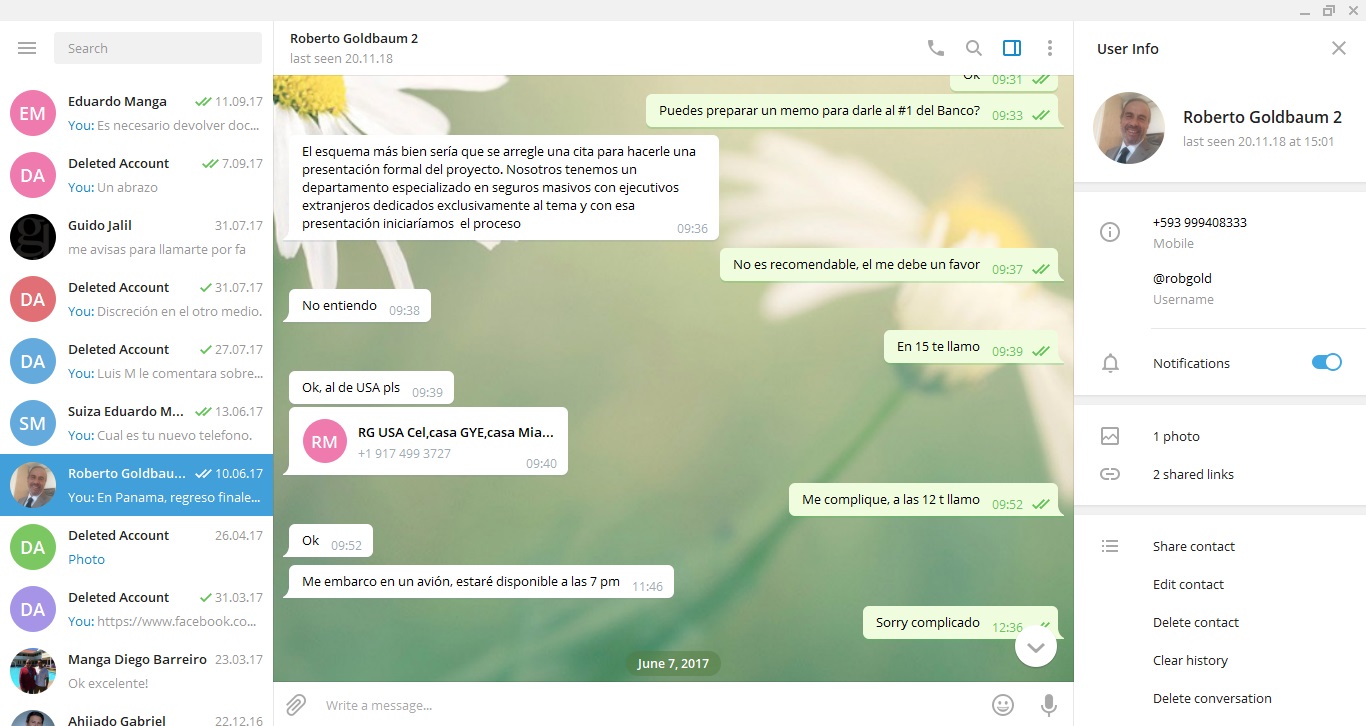 Search
EM
Eduardo Manga
11.09.17
You: Es necesario devolver doc...
DA
Deleted Account
7.09.17
You: Un abrazo
Guido Jalil
31.07.17
me avisas para llamarte por fa
DA
Deleted Account
31.07.17
You: Discreción en el otro medio.
DA
Deleted Account
27.07.17
You: Luis M le comentara sobre...
SM
Suiza Eduardo M...
13.06.17
You: Cual es tu nuevo telefono.
Roberto Goldbau...
10.06.17
You: En Panama, regreso finale...
DA
Deleted Account
26.04.17
Photo
DA
Deleted Account
31.03.17
You: https://www.facebook.co...
Manga Diego Barreiro
23.03.17
Ok excelente!
Ahijado Gabriel
22.12.16
Roberto Goldbaum 2
last seen 20.11.18
Ok
09:31
Puedes preparar un memo para darle al #1 del Banco?
09:33
El esquema más bien sería que se arregle una cita para hacerle una
presentación formal del proyecto. Nosotros tenemos un
departamento especializado en seguros masivos con ejecutivos
extranjeros dedicados exclusivamente al tema y con esa
presentación iniciaríamos el proceso
09:36
No es recomendable, el me debe un favor
09:37
No entiendo
09:38
En 15 te llamo
09:39
Ok, al de USA pls
09:39
RM
RG USA Cel,casa GYE,casa Mia...
+1 917 499 3727
09:40
Me complique, a las 12 t llamo
09:52
Ok
09:52
Me embarco en un avión, estaré disponible a las 7 pm
11:46
Sorry complicado
12:36
June 7, 2017
Write a message...
User Info
Roberto Goldbaum 2
last seen 20.11.18 at 15:01
+593 999408333
Mobile
@robgold
Username
Notifications
1 photo
2 shared links
Share contact
Edit contact
Delete contact
Clear history
Delete conversation